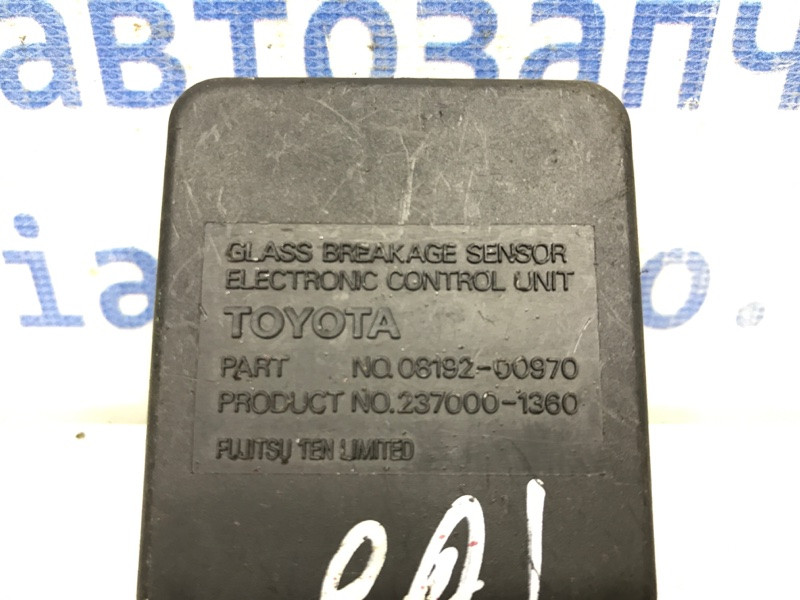 автозапч
GLASS BREAKAGE SENSOR
ELECTRONIC CONTROL UNIT
TOYOTA
PART NO. 08192-00970
PRODUCT NO. 237000-1360
FUJITSU TEN LIMITED